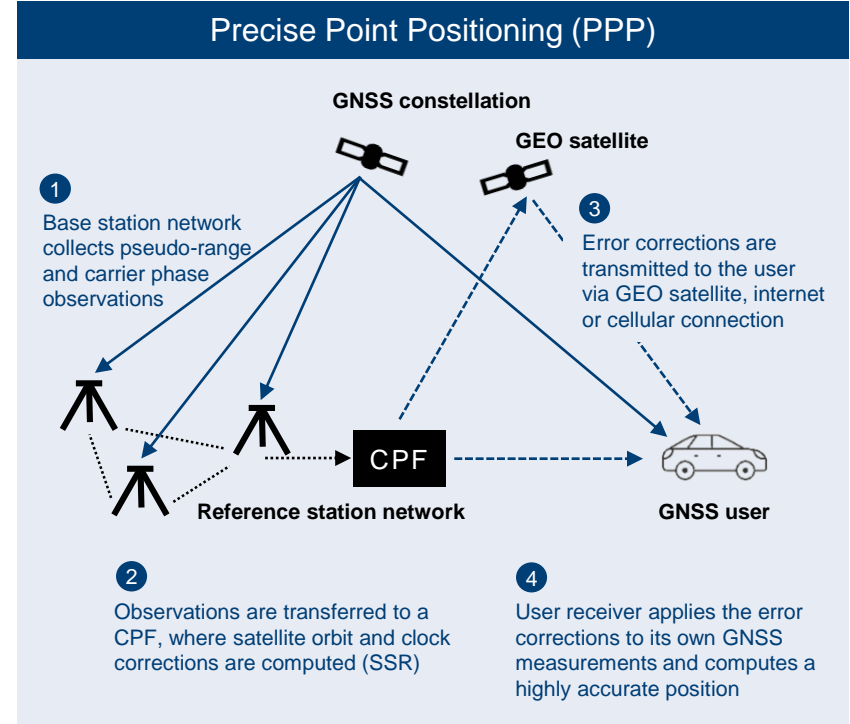 Precise Point Positioning (PPP)
GNSS constellation
GEO satellite
1
Base station network
collects pseudo-range
and carrier phase
observations
3
Error corrections are
transmitted to the user
via GEO satellite, internet
or cellular connection
CPF
Reference station network
GNSS user
2
Observations are transferred to a
CPF, where satellite orbit and clock
corrections are computed (SSR)
4
User receiver applies the error
corrections to its own GNSS
measurements and computes a
highly accurate position